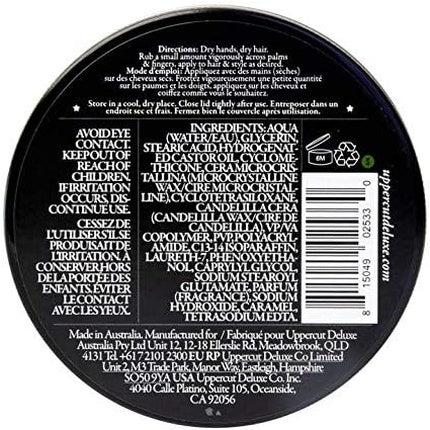 Directions: Dry hands, dry hair.
Rub a small amount vigorously across palms
& fingers, apply to hair & style as desired.
Mode d'emploi: Appliquez avec des mains (sèches)
sur des cheveux secs. Frottez vigoureusement une petite quantité
sur les paumes et doigts, appliquez sur les cheveux et
coiffez comme vous le souhaitez.
Store in a cool, dry place. Close lid tightly after use. Entreposer dans un
endroit sec et frais. Fermez bien le couvercle après utilisation.
AVOID EYE
CONTACT.
KEEP OUT OF
REACH OF
CHILDREN.
IF IRRITATION
OCCURS, DIS-
CONTINUE USE.
CESSEZ DE
L'UTILISER SI CE
PRODUISAIT DE
L'IRRITATION. À
CONSERVER HORS
DE LA PORTÉE DES
ENFANTS. ÉVITER
LE CONTACT
AVEC LES YEUX.
INGREDIENTS: AQUA
(WATER/EAU), GLYCERIN,
STEARIC ACID, HYDROGENAT-
ED CASTOR OIL, CYCLOME-
THICONE, CERA MICROCRIS
TALLINA (MICROCRYSTALLINE
WAX/CIRE MICROCRISTAL-
LINE), CYCLOTETRASILOXANE,
CANDELILLA CERA
(CANDELILLA WAX/CIRE DE
CANDELILLA), VP/VA
COPOLYMER, PVP, POLYACRYL
AMIDE, C13-14 ISOPARAFFIN,
LAURETH-7, PHENOXYETHA-
NOL, CAPRYLYL GLYCOL,
SODIUM STEAROYL
GLUTAMATE, PARFUM
(FRAGRANCE), SODIUM
HYDROXIDE, CARAMEL,
TETRASODIUM EDTA.
6M
8 15049 02533 0
uppercutdeluxe.com
Made in Australia. Manufactured for / Fabriqué pour Uppercut Deluxe
Australia Pty Ltd Unit 12, 12-18 Ellerslie Rd, Meadowbrook, QLD
4131 Tel +617 2101 2300 EU RP Uppercut Deluxe Co Limited
Unit 2, M3 Trade Park, Manor Way, Eastleigh, Hampshire
SO50 9YA USA Uppercut Deluxe Co. Inc.
4040 Calle Platino, Suite 105, Oceanside,
CA 92056